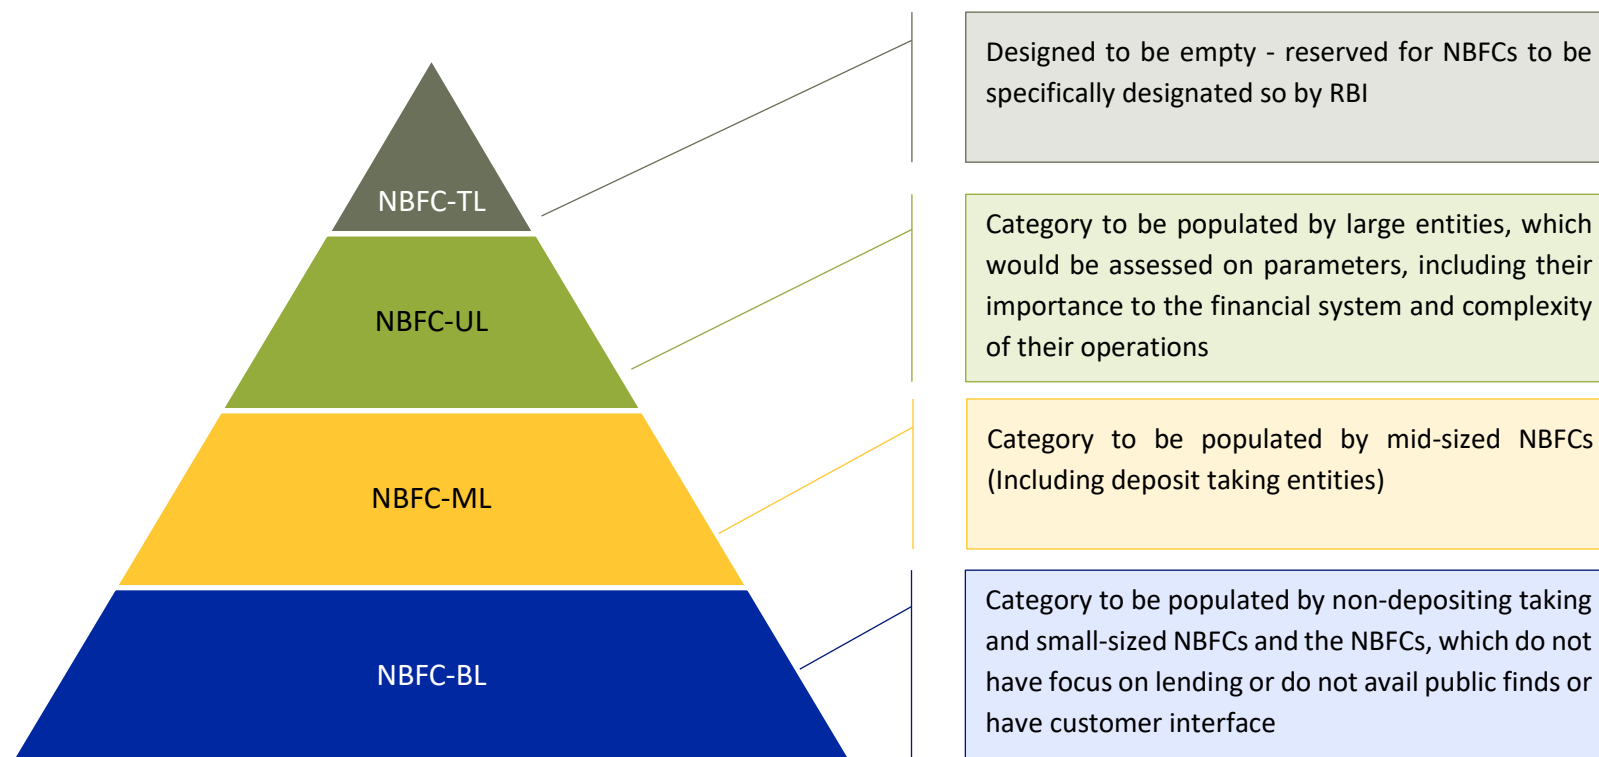 NBFC-TL
Designed to be empty - reserved for NBFCs to be
specifically designated so by RBI
NBFC-UL
Category to be populated by large entities, which
would be assessed on parameters, including their
importance to the financial system and complexity
of their operations
NBFC-ML
Category to be populated by mid-sized NBFCs
(Including deposit taking entities)
NBFC-BL
Category to be populated by non-depositing taking
and small-sized NBFCs and the NBFCs, which do not
have focus on lending or do not avail public finds or
have customer interface